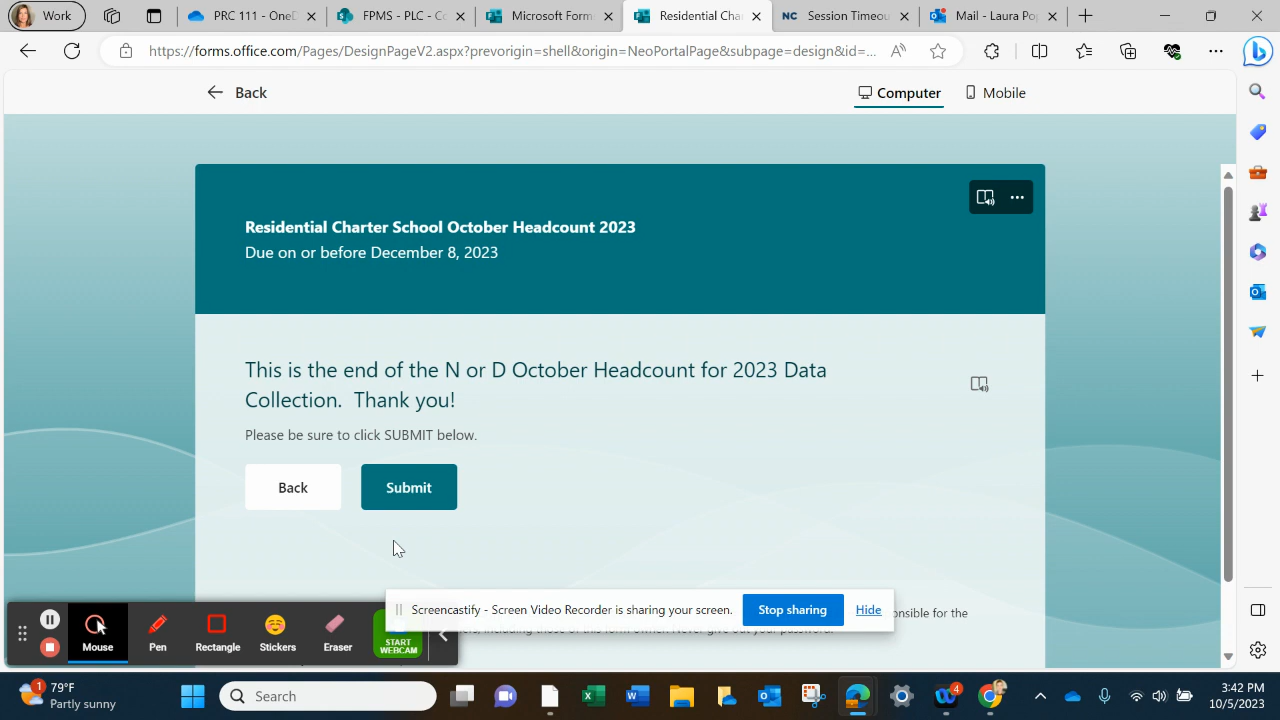 Work
PRC 111 - OneD
FPMS - PLC - Co
Microsoft Form
Residential Cha
NC Session Timeou
Mail - Laura Po
https://forms.office.com/Pages/DesignPageV2.aspx?prevorigin=shell&origin=NeoPortalPage&subpage=design&id=...
Back
Computer
Mobile
Residential Charter School October Headcount 2023
Due on or before December 8, 2023
This is the end of the N or D October Headcount for 2023 Data
Collection. Thank you!
Please be sure to click SUBMIT below.
Back
Submit
Screencastify - Screen Video Recorder is sharing your screen.
Stop sharing
Hide
Mouse
Pen
Rectangle
Stickers
Eraser
START
WEBCAM
79°F
Partly sunny
1
Search
4
3:42 PM
10/5/2023